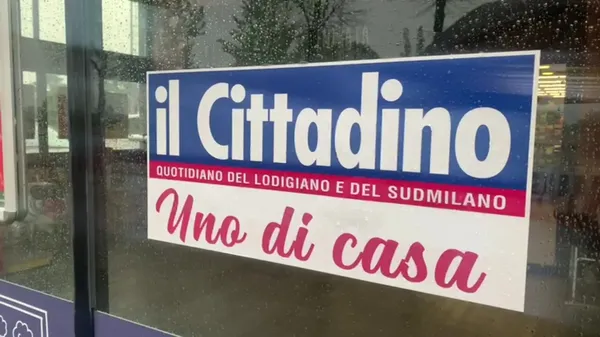 il Cittadino
QUOTIDIANO DEL LODIGIANO E DEL SUDMILANO
Uno di casa